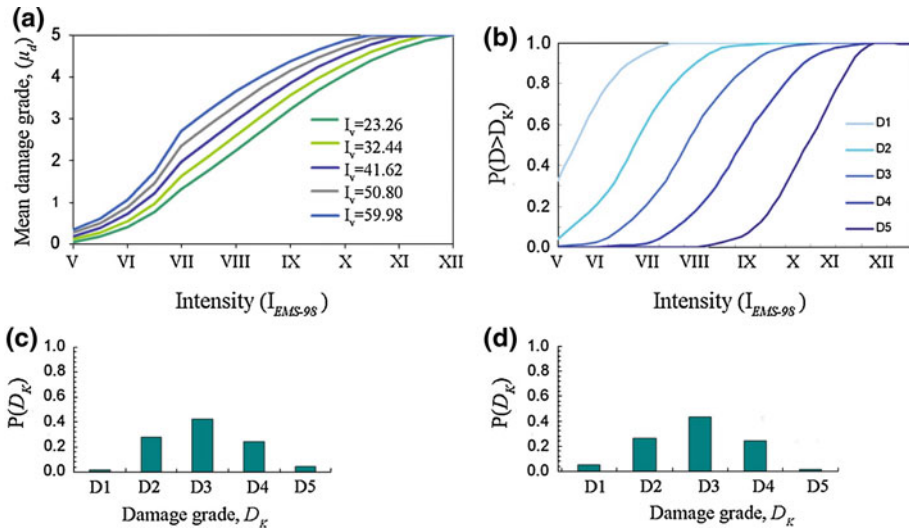 (a)
Mean damage grade, (μd)
5
4
3
2
1
0
Iv=23.26
Iv=32.44
Iv=41.62
Iv=50.80
Iv=59.98
V VI VII VIII IX X XI XII
Intensity (IEMS-98)
(b)
P(D>DK)
1.0
0.8
0.6
0.4
0.2
0.0
D1
D2
D3
D4
D5
V VI VII VIII IX X XI XII
Intensity (IEMS-98)
(c)
P(DK)
1.0
0.8
0.6
0.4
0.2
0.0
D1 D2 D3 D4 D5
Damage grade, DK
(d)
P(DK)
1.0
0.8
0.6
0.4
0.2
0.0
D1 D2 D3 D4 D5
Damage grade, DK